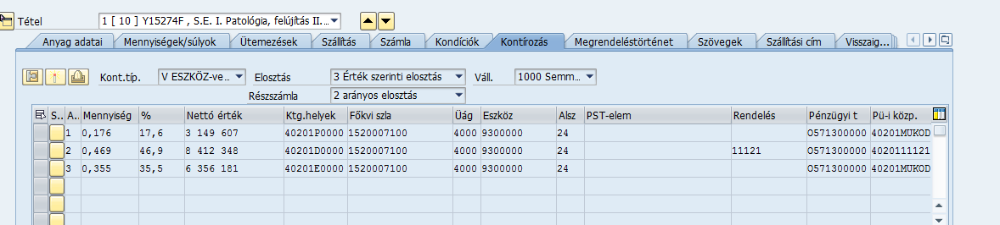 Tétel 1 [ 10 ] Y15274F , S.E. I. Patológia, felújítás II. ...
Anyag adatai Mennyiségek/súlyok Ütemezések Szállítás Számla Kondíciók Kontírozás Megrendeléstörténet Szövegek Szállítási cím Visszaig...
Kont.típ. V ESZKÖZ-ve... Elosztás 3 Érték szerinti elosztás Váll. 1000 Semm...
Részszámla 2 arányos elosztás
S.. A.. Mennyiség % Nettó érték Ktg.helyek Főkvi szla Üág Eszköz Alsz PST-elem Rendelés Pénzügyi t Pü-i közp.
1 0,176 17,6 3 149 607 40201P0000 1520007100 4000 9300000 24 O571300000 40201MUKOD
2 0,469 46,9 8 412 348 40201D0000 1520007100 4000 9300000 24 11121 O571300000 4020111121
3 0,355 35,5 6 356 181 40201E0000 1520007100 4000 9300000 24 O571300000 40201MUKOD